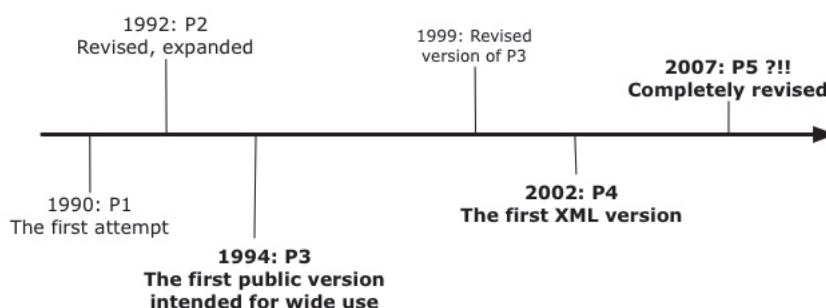 1992: P2
Revised, expanded
1999: Revised
version of P3
2007: P5 ?!!
Completely revised
1990: P1
The first attempt
2002: P4
The first XML version
1994: P3
The first public version
intended for wide use